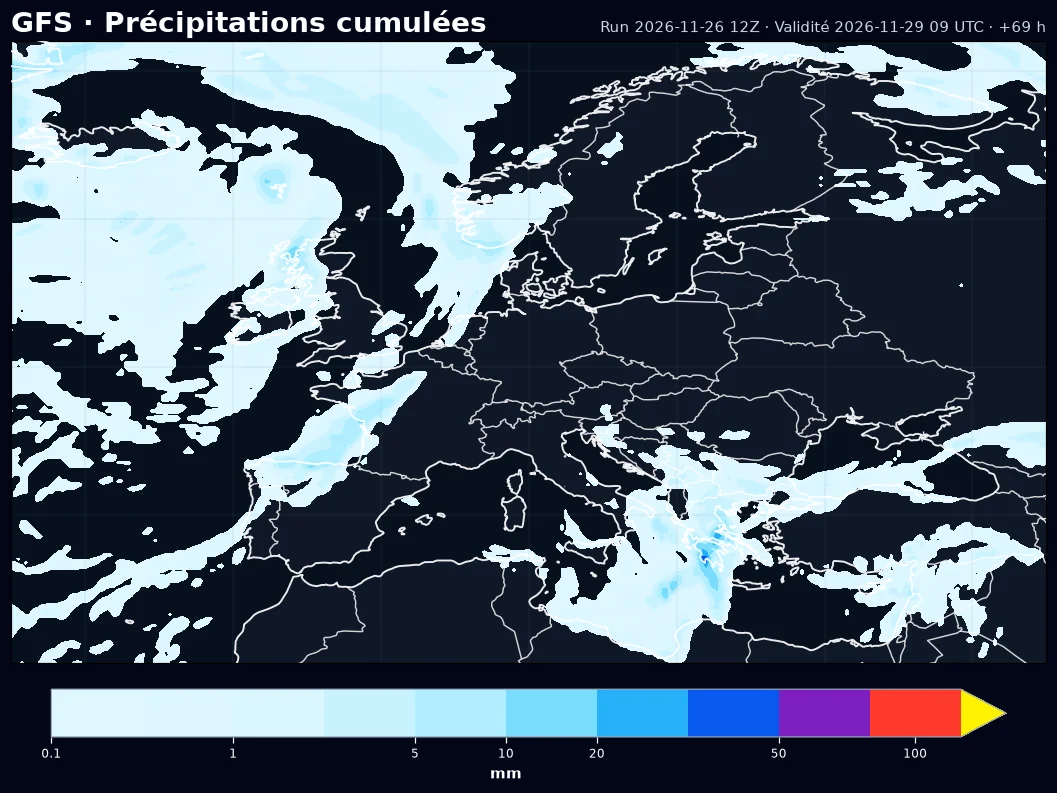 GFS · Précipitations cumulées
Run 2026-11-26 12Z · Validité 2026-11-29 09 UTC · +69 h
0.1 1 5 10 20 50 100
mm